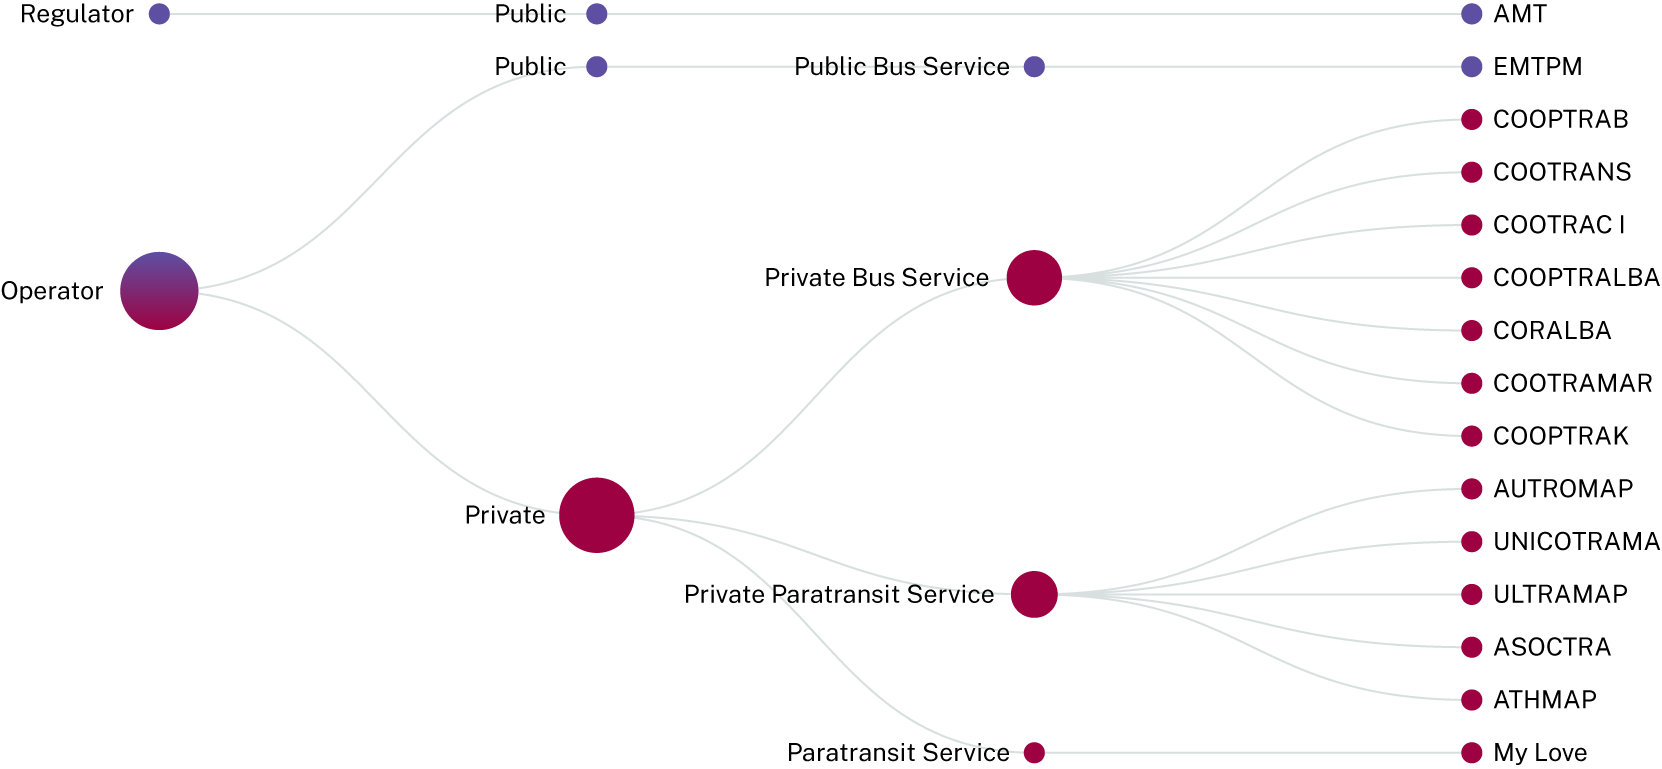 Regulator
Public
AMT
Public
Public Bus Service
EMTPM
COOPTRAB
COOTRANS
COOTRAC I
Private Bus Service
COOPTRALBA
Operator
CORALBA
COOTRAMAR
COOPTRAK
AUTROMAP
Private
UNICOTRAMA
Private Paratransit Service
ULTRAMAP
ASOCTRA
ATHMAP
Paratransit Service
My Love